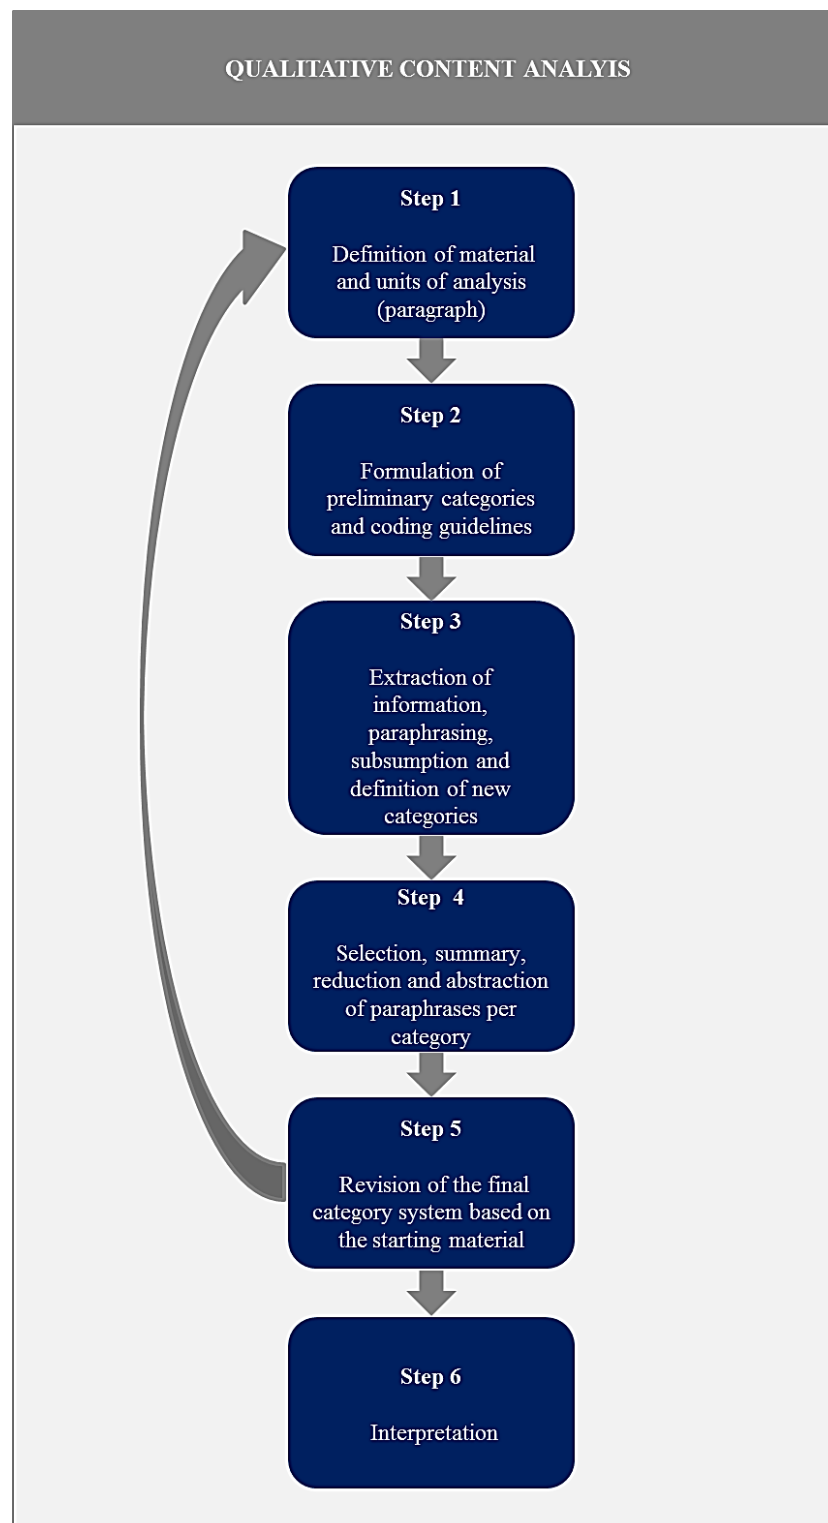 QUALITATIVE CONTENT ANALYIS
Step 1
Definition of material
and units of analysis
(paragraph)
Step 2
Formulation of
preliminary categories
and coding guidelines
Step 3
Extraction of
information,
paraphrasing,
subsumption and
definition of new
categories
Step 4
Selection, summary,
reduction and abstraction
of paraphrases per
category
Step 5
Revision of the final
category system based on
the starting material
Step 6
Interpretation